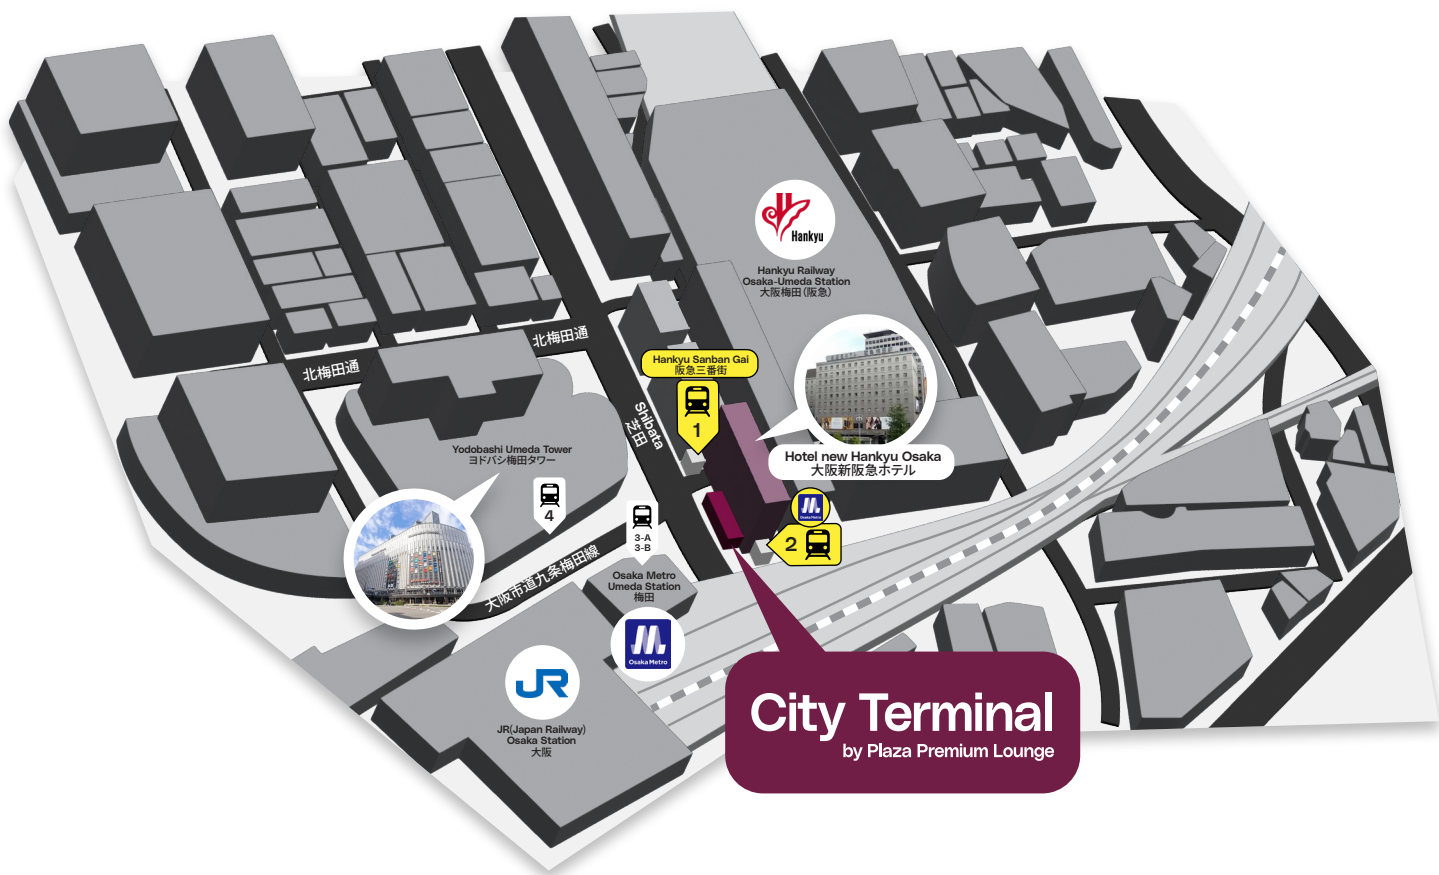 Hankyu
Hankyu Railway
Osaka-Umeda Station
大阪梅田(阪急)
北梅田通
北梅田通
Hankyu Sanban Gai
阪急三番街
1
Shibata
芝田
Hotel new Hankyu Osaka
大阪新阪急ホテル
Yodobashi Umeda Tower
ヨドバシ梅田タワー
4
3-A
3-B
Osaka Metro
2
大阪市道九条梅田線
Osaka Metro
Umeda Station
梅田
Osaka Metro
JR
JR(Japan Railway)
Osaka Station
大阪
City Terminal
by Plaza Premium Lounge